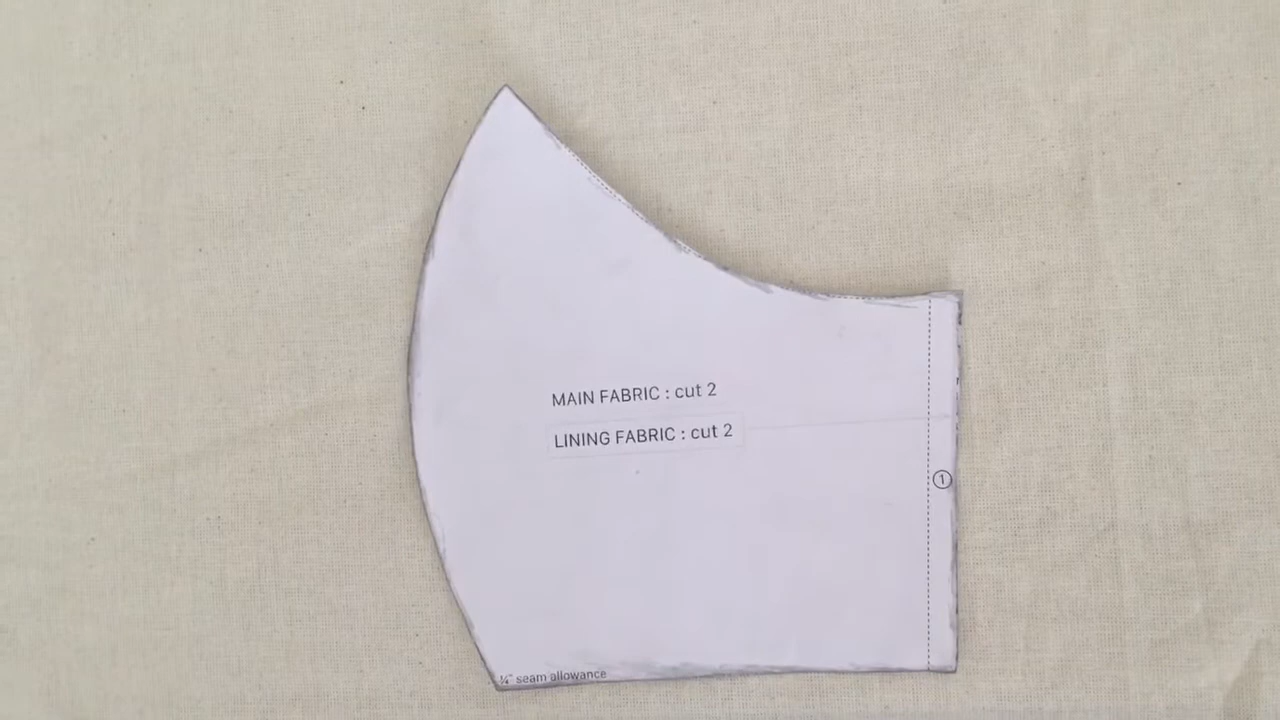 MAIN FABRIC : cut 2
LINING FABRIC : cut 2
①
¼" seam allowance